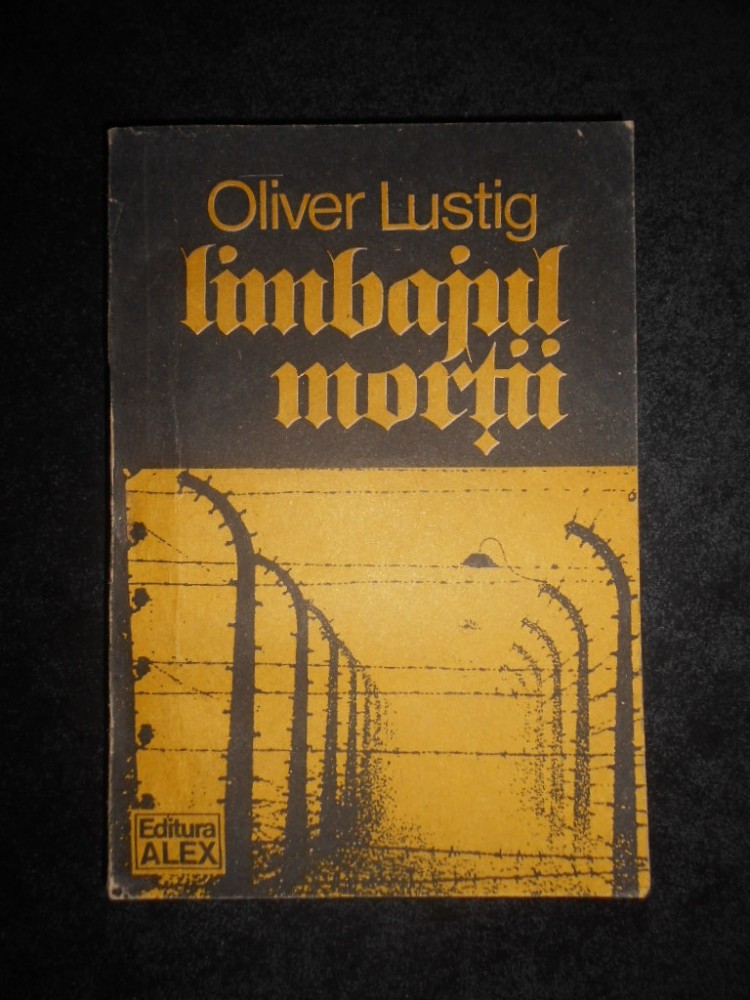 Oliver Lustig
limbajul
morții
Editura
ALEX